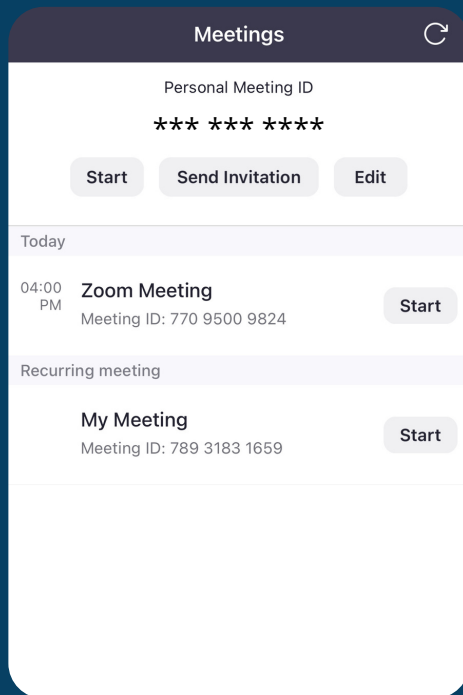 Meetings
Personal Meeting ID
*** *** ****
Start Send Invitation Edit
Today
04:00 PM
Zoom Meeting
Meeting ID: 770 9500 9824
Start
Recurring meeting
My Meeting
Meeting ID: 789 3183 1659
Start